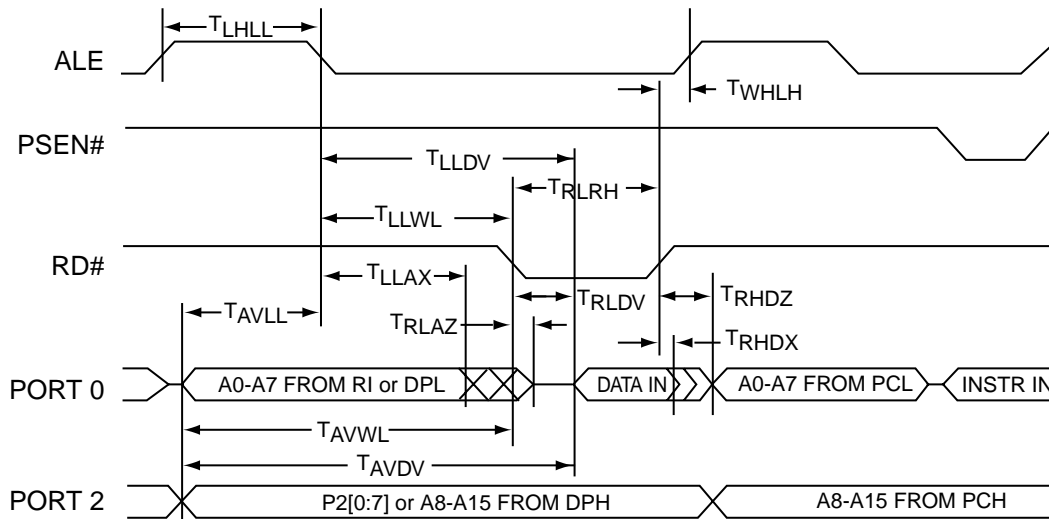 TLHLL
ALE
TWHLH
PSEN#
TLLDV
TRLRH
TLLWL
RD#
TLLAX
TAVLL
TRLDV
TRHDZ
TRLAZ
TRHDX
PORT 0
A0-A7 FROM RI or DPL
DATA IN
A0-A7 FROM PCL
INSTR IN
TAVWL
TAVDV
PORT 2
P2[0:7] or A8-A15 FROM DPH
A8-A15 FROM PCH